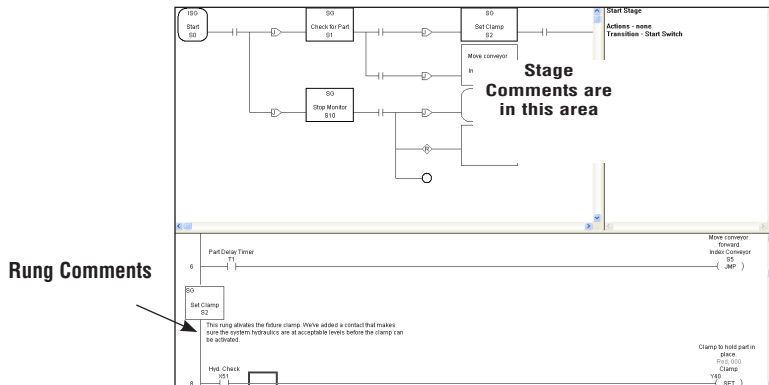 ISG
Start
S0
J
SG
Check for Part
S1
J
SG
Set Clamp
S2
Start Stage
Actions - none
Transition - Start Switch
J
Move conveyor
Stage
Comments are
in this area
J
SG
Stop Monitor
S10
J
R
Rung Comments
6
Part Delay Timer
T1
Move conveyor
forward.
Index Conveyor
S5
JMP
SG
Set Clamp
S2
This rung ativates the fixture clamp. We've added a contact that makes
sure the system hydraulics are at acceptable levels before the clamp can
be activated.
8
Hyd. Check
X51
Clamp to hold part in
place.
Red, 000
Clamp
Y40
SET